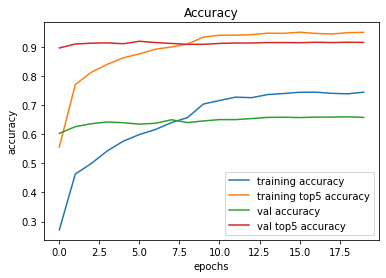 Accuracy
0.9
0.8
0.7
0.6
0.5
0.4
0.3
accuracy
training accuracy
training top5 accuracy
val accuracy
val top5 accuracy
0.0 2.5 5.0 7.5 10.0 12.5 15.0 17.5
epochs